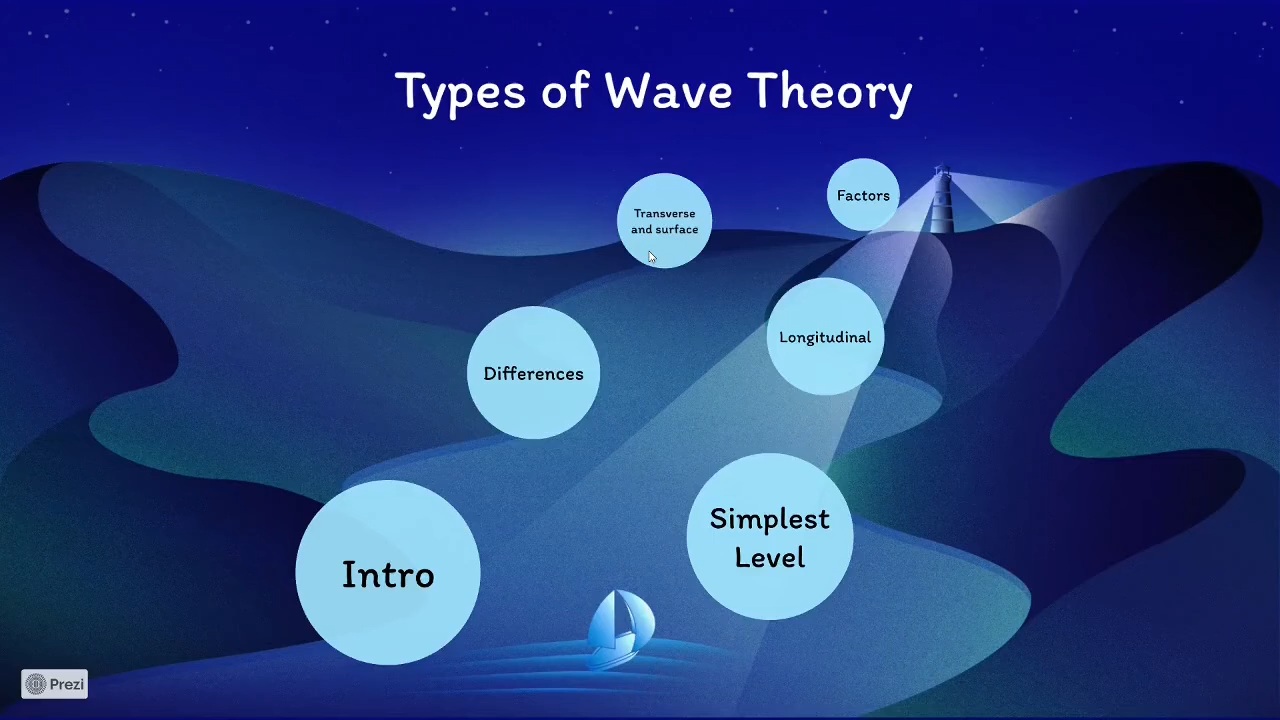 Types of Wave Theory
Transverse
and surface
Factors
Longitudinal
Differences
Simplest
Level
Intro
Prezi